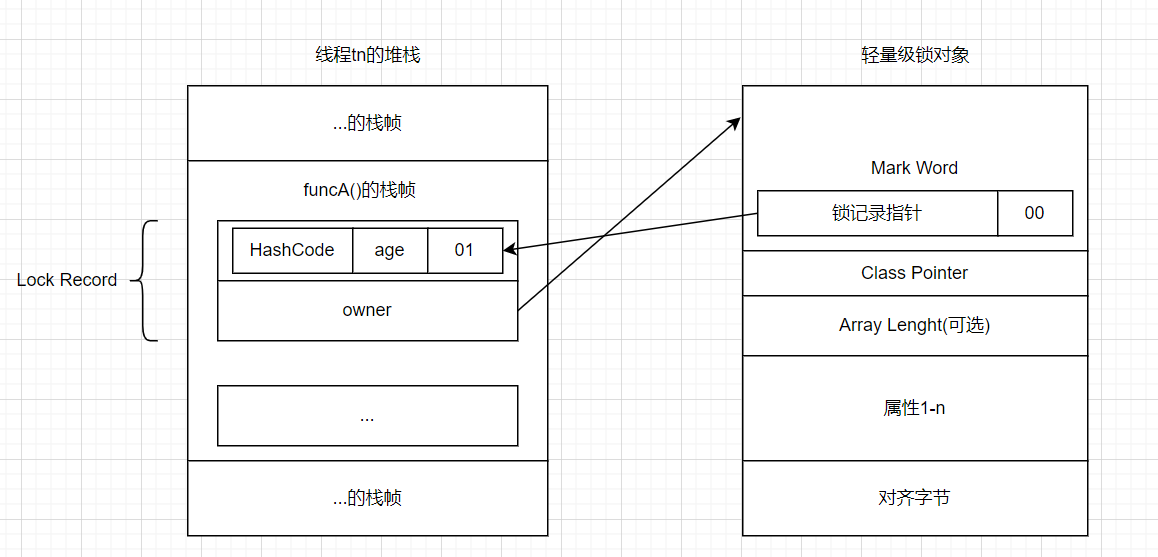 线程tn的堆栈
轻量级锁对象
...的栈帧
funcA()的栈帧
Lock Record
HashCode
age
01
owner
...
...的栈帧
Mark Word
锁记录指针
00
Class Pointer
Array Lenght(可选)
属性1-n
对齐字节